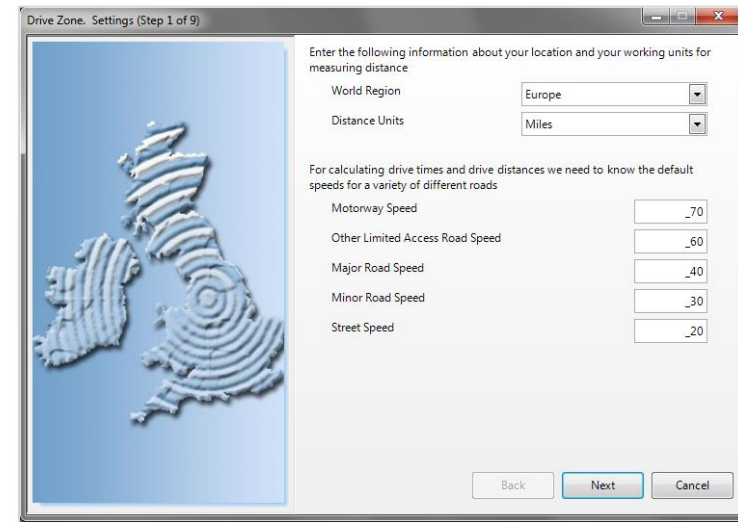 Drive Zone. Settings (Step 1 of 9)
Enter the following information about your location and your working units for
measuring distance
World Region
Europe
Distance Units
Miles
For calculating drive times and drive distances we need to know the default
speeds for a variety of different roads
Motorway Speed
_70
Other Limited Access Road Speed
_60
Major Road Speed
_40
Minor Road Speed
_30
Street Speed
_20
Back
Next
Cancel